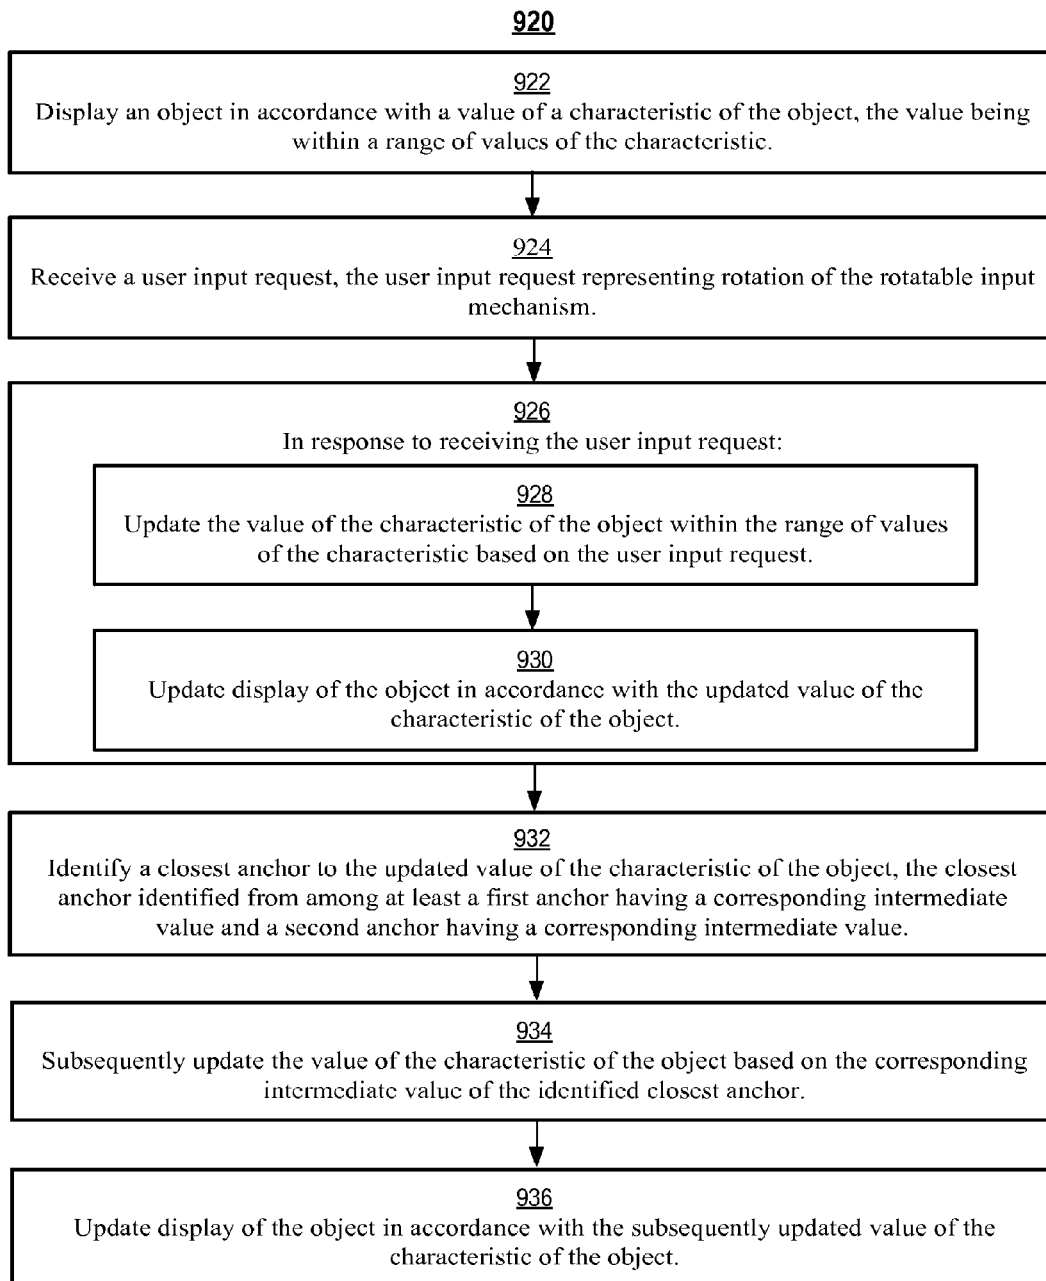 920
922
Display an object in accordance with a value of a characteristic of the object, the value being
within a range of values of the characteristic.
924
Receive a user input request, the user input request representing rotation of the rotatable input
mechanism.
926
In response to receiving the user input request:
928
Update the value of the characteristic of the object within the range of values
of the characteristic based on the user input request.
930
Update display of the object in accordance with the updated value of the
characteristic of the object.
932
Identify a closest anchor to the updated value of the characteristic of the object, the closest
anchor identified from among at least a first anchor having a corresponding intermediate
value and a second anchor having a corresponding intermediate value.
934
Subsequently update the value of the characteristic of the object based on the corresponding
intermediate value of the identified closest anchor.
936
Update display of the object in accordance with the subsequently updated value of the
characteristic of the object.